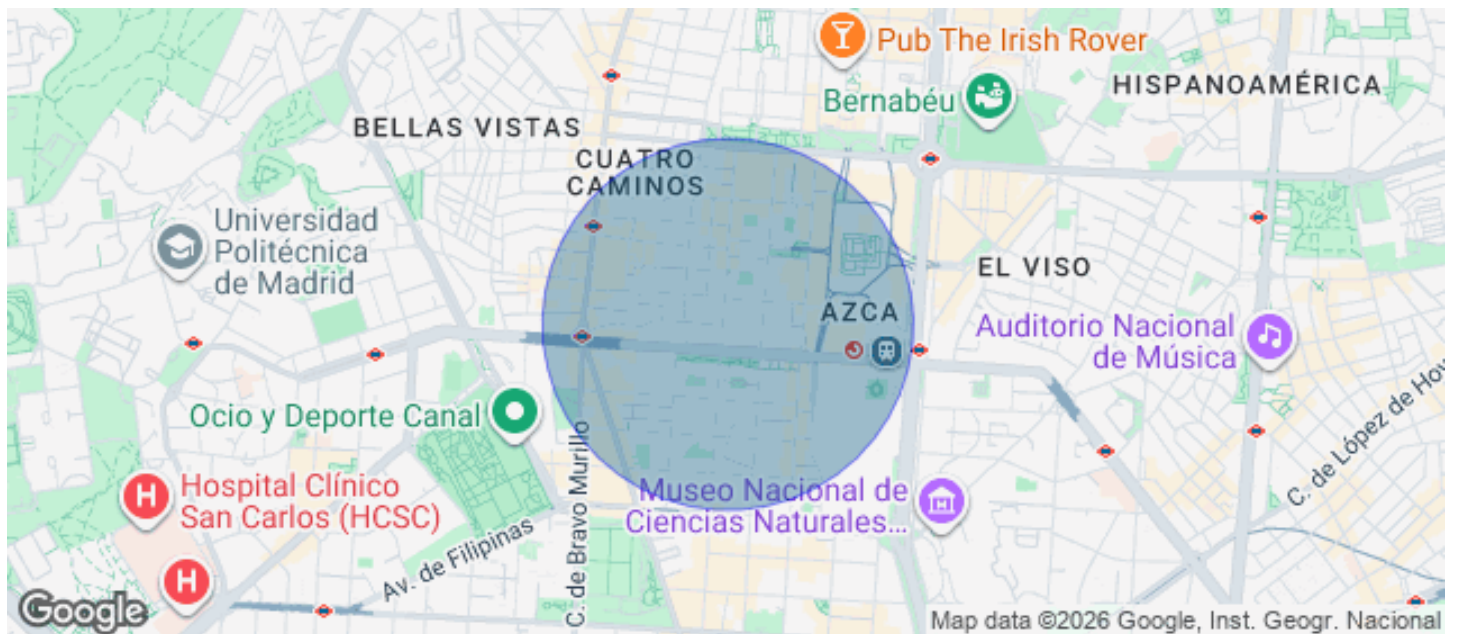 Pub The Irish Rover
HISPANOAMÉRICA
Bernabéu
BELLAS VISTAS
CUATRO
CAMINOS
Universidad
Politécnica
de Madrid
EL VISO
AZCA
Auditorio Nacional
de Música
Ocio y Deporte Canal
C. de López de Hoy
Hospital Clínico
San Carlos (HCSC)
Museo Nacional de
Ciencias Naturales...
C. de Bravo Murillo
Av. de Filipinas
H
H
Google
Map data ©2026 Google, Inst. Geogr. Nacional